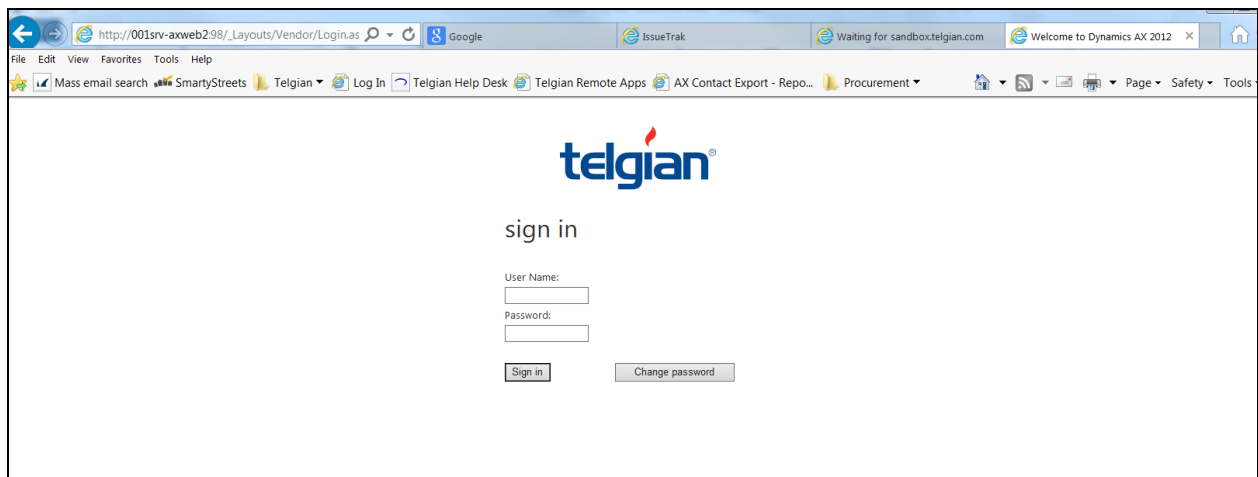 http://001srv-axweb2:98/_Layouts/Vendor/Login.as
Google
IssueTrak
Waiting for sandbox.telgian.com
Welcome to Dynamics AX 2012
File Edit View Favorites Tools Help
Mass email search SmartyStreets Telgian Log In Telgian Help Desk Telgian Remote Apps AX Contact Export - Repo... Procurement Page Safety Tools
telgian®
sign in
User Name:
Password:
Sign in Change password